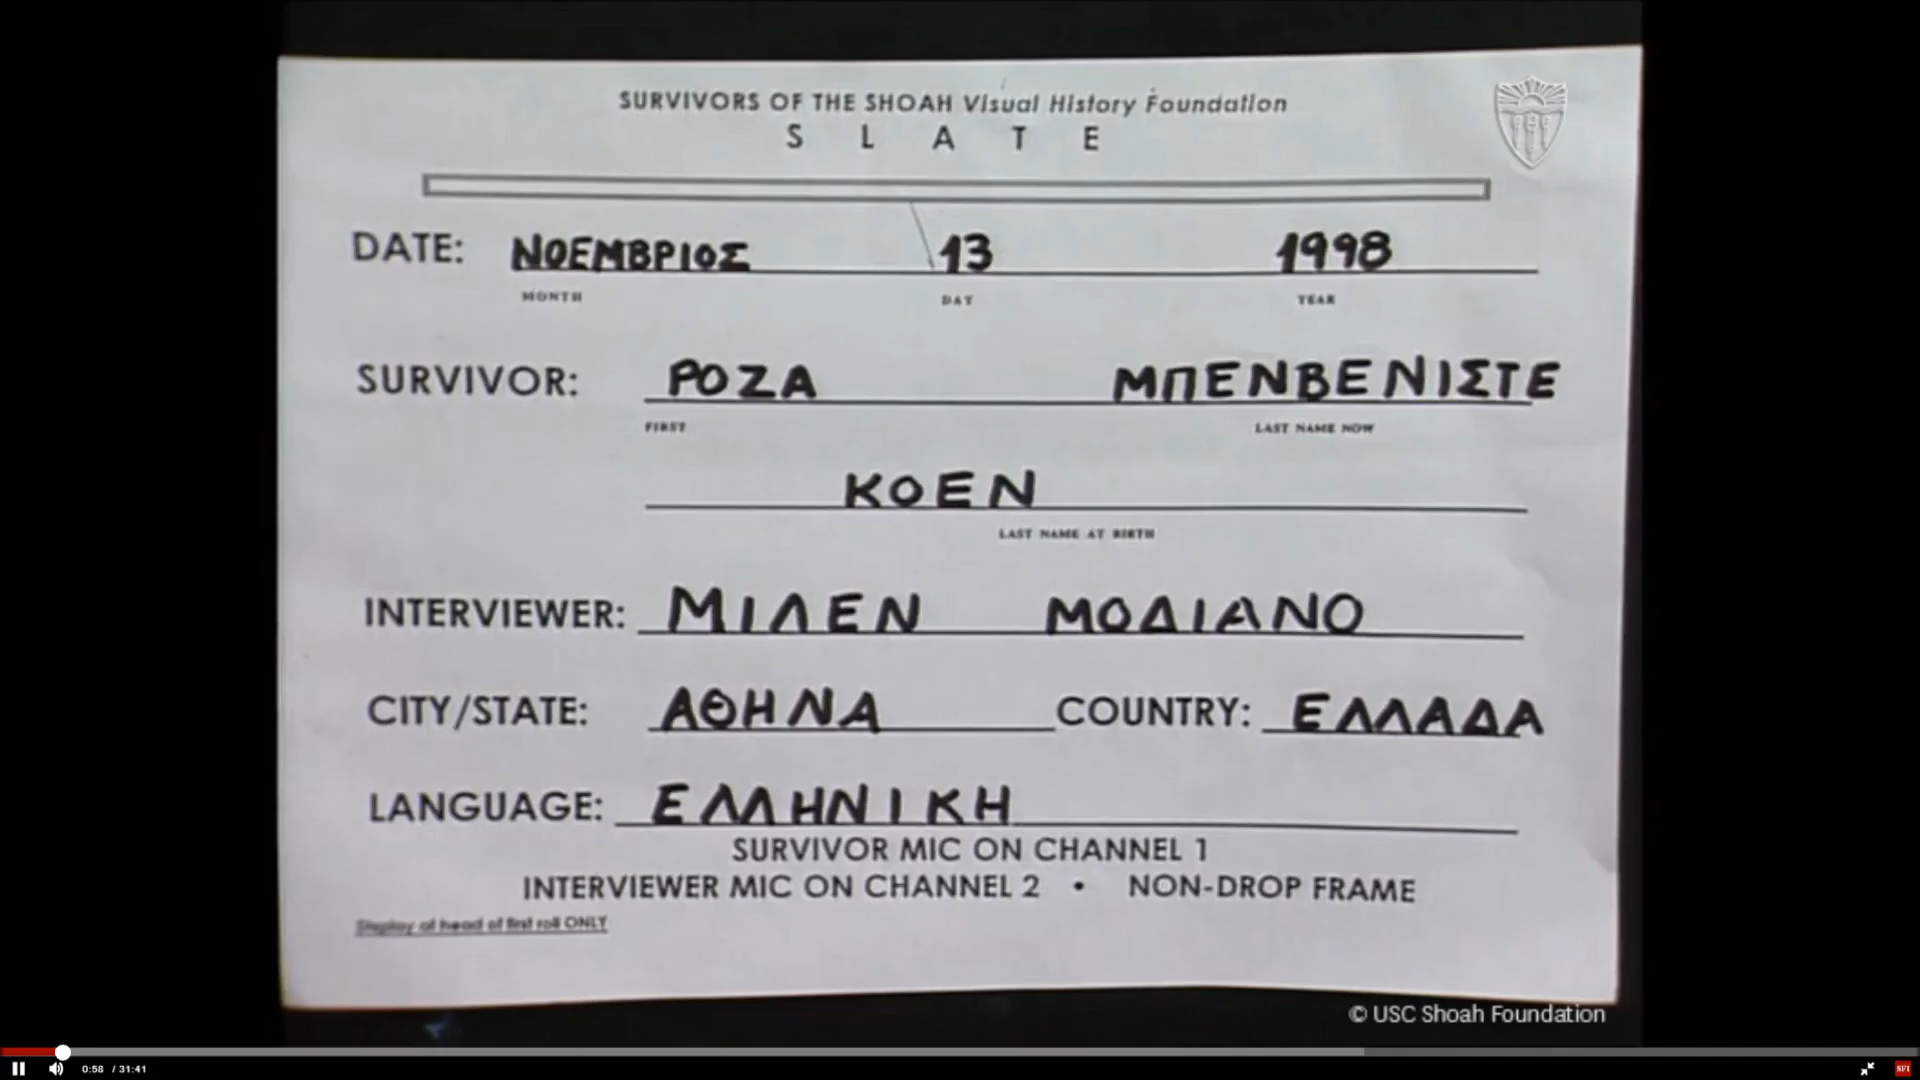 SURVIVORS OF THE SHOAH Visual History Foundation
S L A T E
DATE: ΝΟΕΜΒΡΙΟΣ 13 1998
MONTH DAY YEAR
SURVIVOR: ΡΟΖΑ ΜΠΕΝΒΕΝΙΣΤΕ
FIRST LAST NAME NOW
ΚΟΕΝ
LAST NAME AT BIRTH
INTERVIEWER: ΜΙΛΕΝ ΜΟΔΙΑΝΟ
CITY/STATE: ΑΘΗΝΑ COUNTRY: ΕΛΛΑΔΑ
LANGUAGE: ΕΛΛΗΝΙΚΗ
SURVIVOR MIC ON CHANNEL 1
INTERVIEWER MIC ON CHANNEL 2 • NON-DROP FRAME
Display at head of first roll ONLY
© USC Shoah Foundation
0:58 / 31:41
SFI